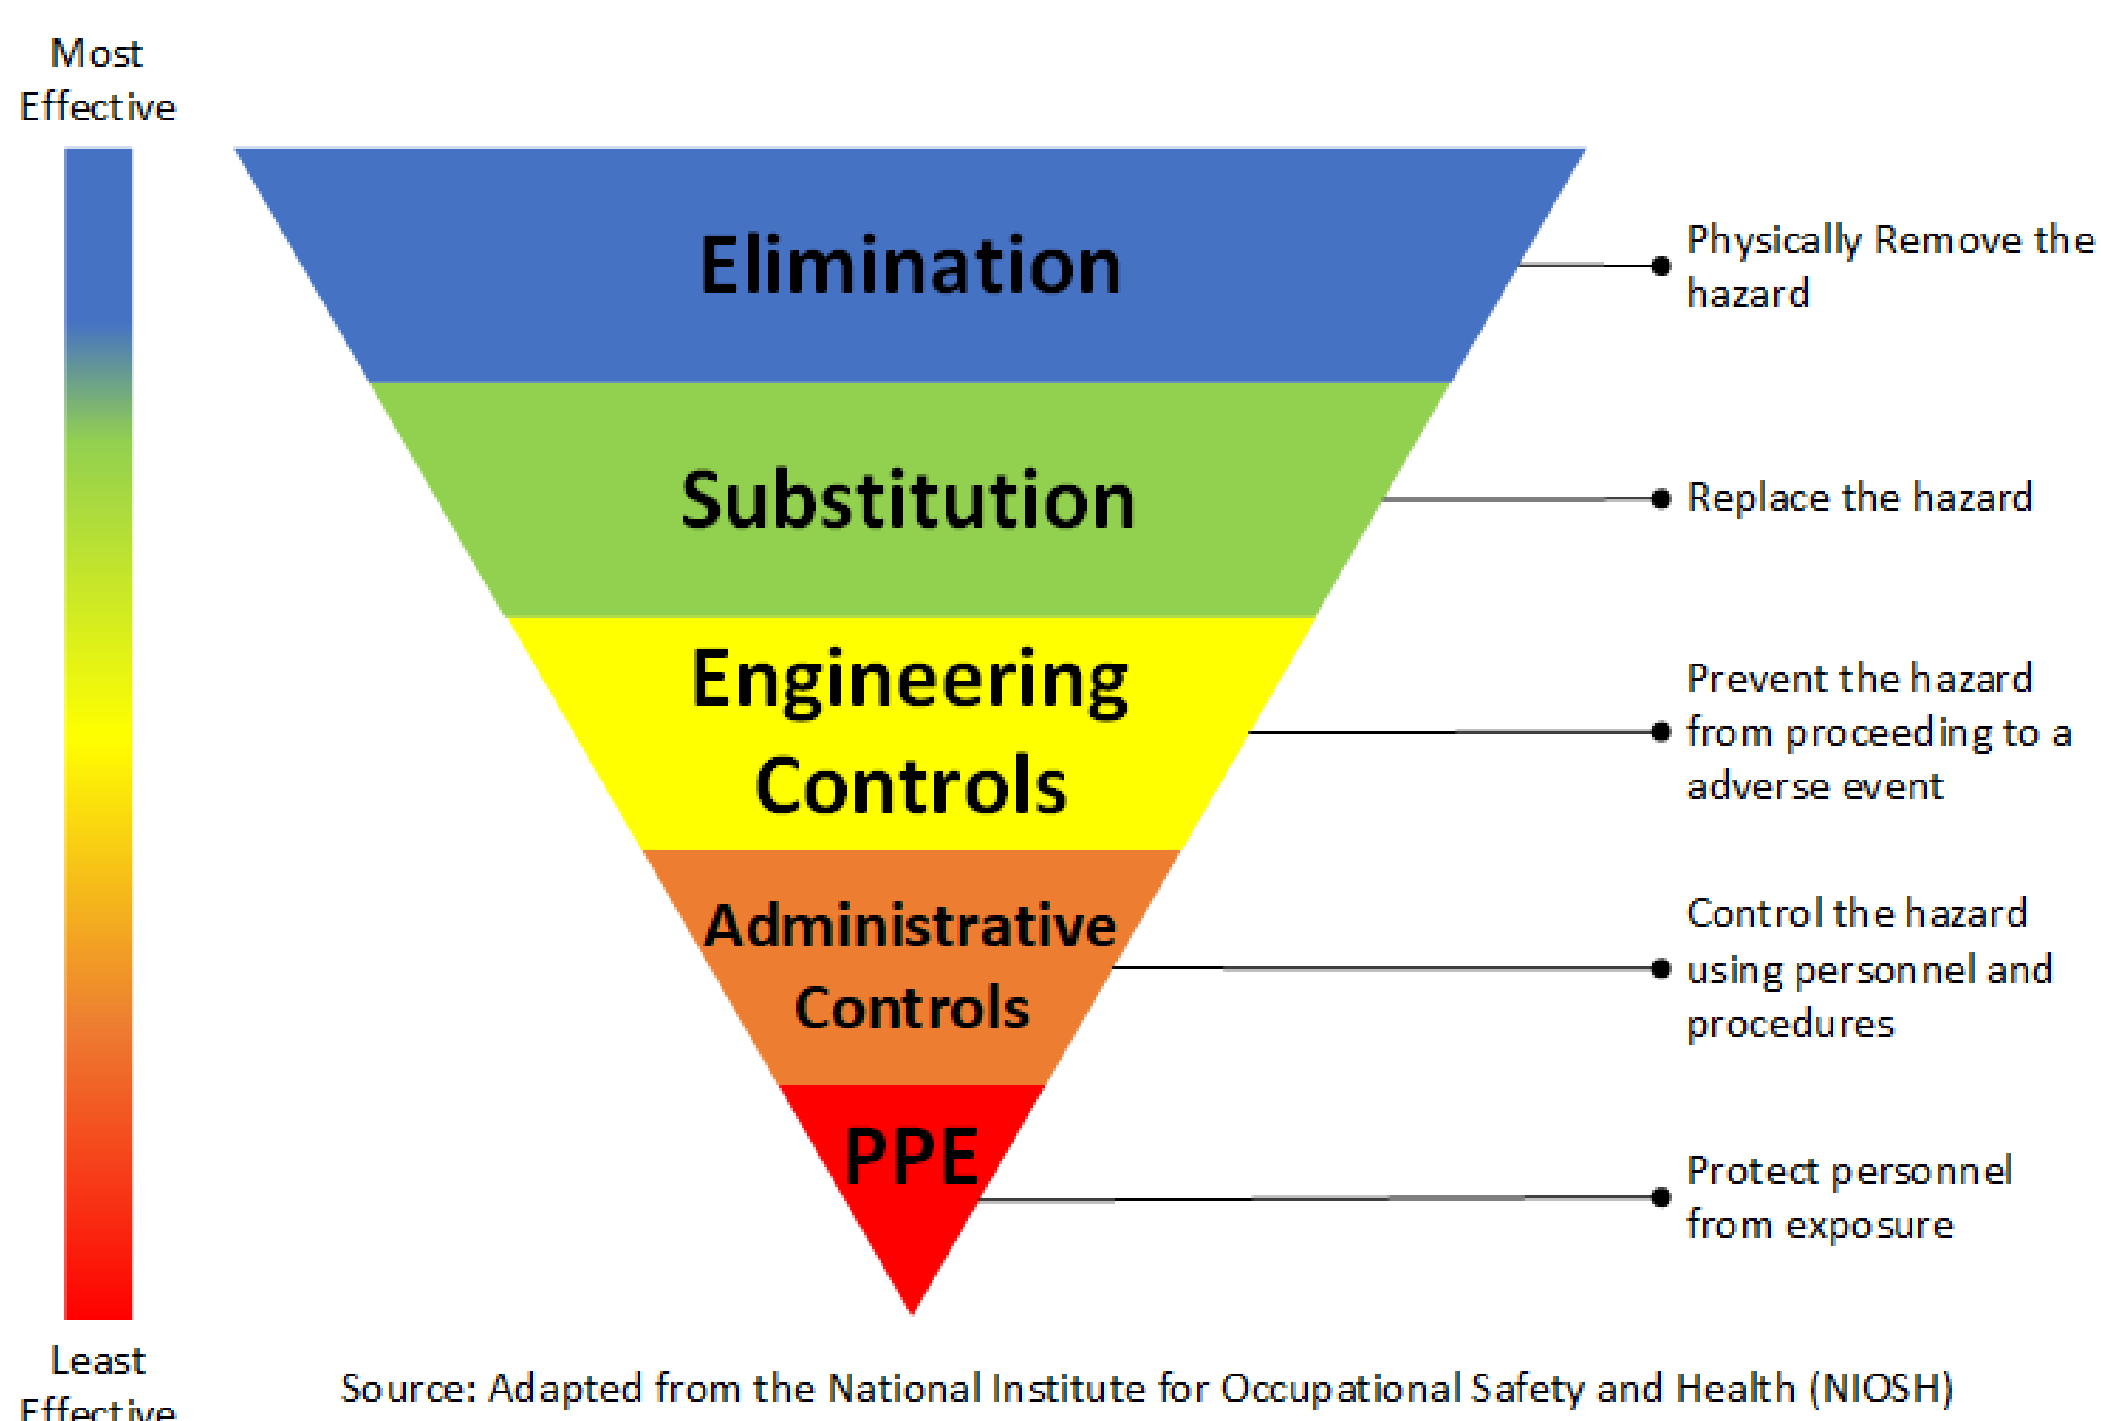 Most
Effective
Elimination
Physically Remove the
hazard
Substitution
Replace the hazard
Engineering
Controls
Prevent the hazard
from proceeding to a
adverse event
Administrative
Controls
Control the hazard
using personnel and
procedures
PPE
Protect personnel
from exposure
Least
Effective
Source: Adapted from the National Institute for Occupational Safety and Health (NIOSH)